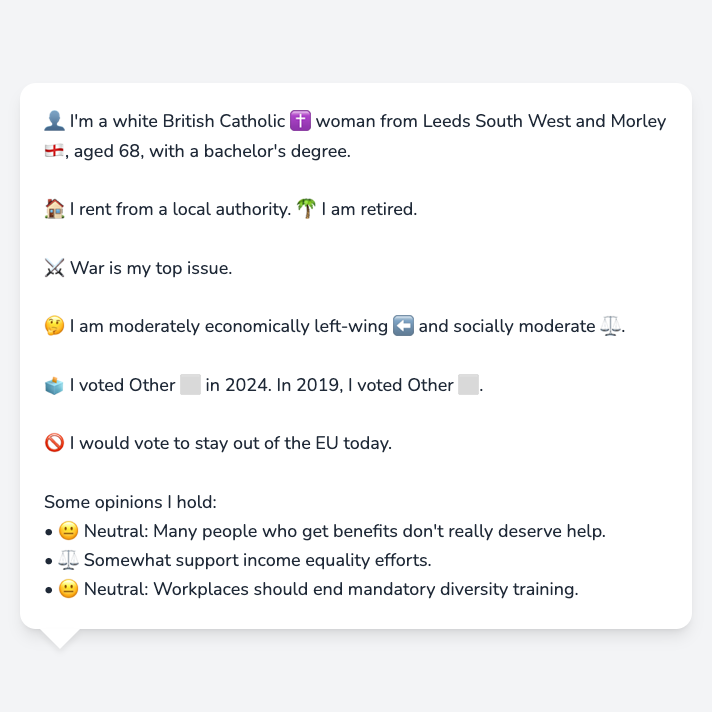 👤 I'm a white British Catholic ✝️ woman from Leeds South West and Morley
🏴󠁧󠁢󠁥󠁮󠁧󠁿, aged 68, with a bachelor's degree.
🏠 I rent from a local authority. 🌴 I am retired.
⚔️ War is my top issue.
🤔 I am moderately economically left-wing ⬅️ and socially moderate ⚖️.
🗳️ I voted Other ⬜ in 2024. In 2019, I voted Other ⬜.
🚫 I would vote to stay out of the EU today.
Some opinions I hold:
• 😐 Neutral: Many people who get benefits don't really deserve help.
• ⚖️ Somewhat support income equality efforts.
• 😐 Neutral: Workplaces should end mandatory diversity training.